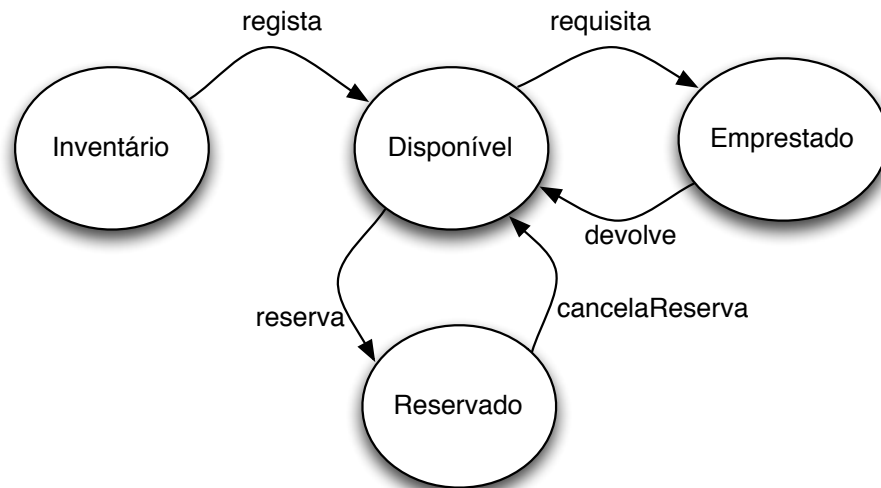 regista
requisita
Inventário
Disponível
Emprestado
devolve
reserva
cancelaReserva
Reservado